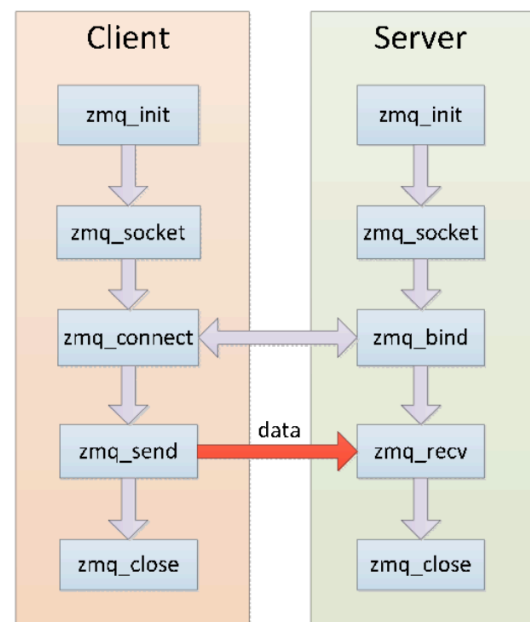 Client
zmq_init
zmq_socket
zmq_connect
zmq_send
zmq_close
data
Server
zmq_init
zmq_socket
zmq_bind
zmq_recv
zmq_close